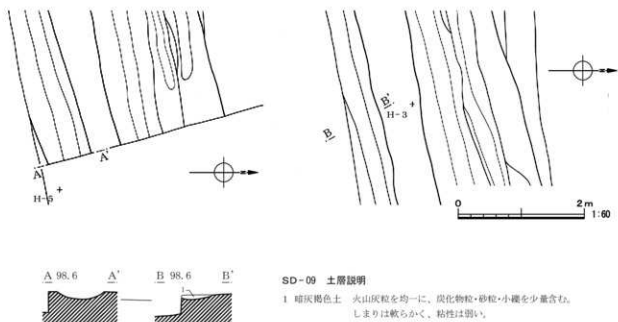 A
A'
H-5
B
B'
H-3
0 2 m
1:60
A 98.6 A'
B 98.6 B'
1
SD-09 土層説明
1 暗灰褐色土 火山灰粒を均一に、炭化物粒・砂粒・小礫を少量含む。
しまりは軟らかく、粘性は弱い。